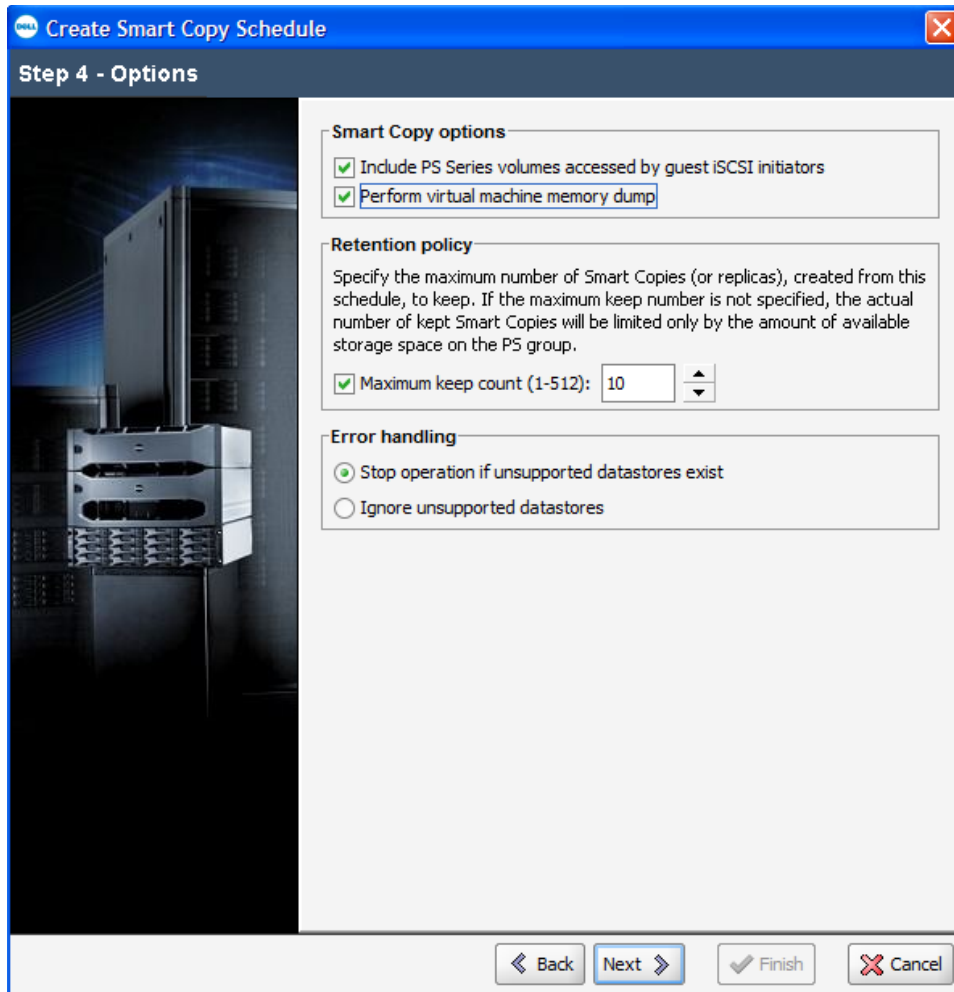 DELL Create Smart Copy Schedule
Step 4 - Options
Smart Copy options
Include PS Series volumes accessed by guest iSCSI initiators
Perform virtual machine memory dump
Retention policy
Specify the maximum number of Smart Copies (or replicas), created from this
schedule, to keep. If the maximum keep number is not specified, the actual
number of kept Smart Copies will be limited only by the amount of available
storage space on the PS group.
Maximum keep count (1-512): 10
Error handling
Stop operation if unsupported datastores exist
Ignore unsupported datastores
Back Next Finish Cancel